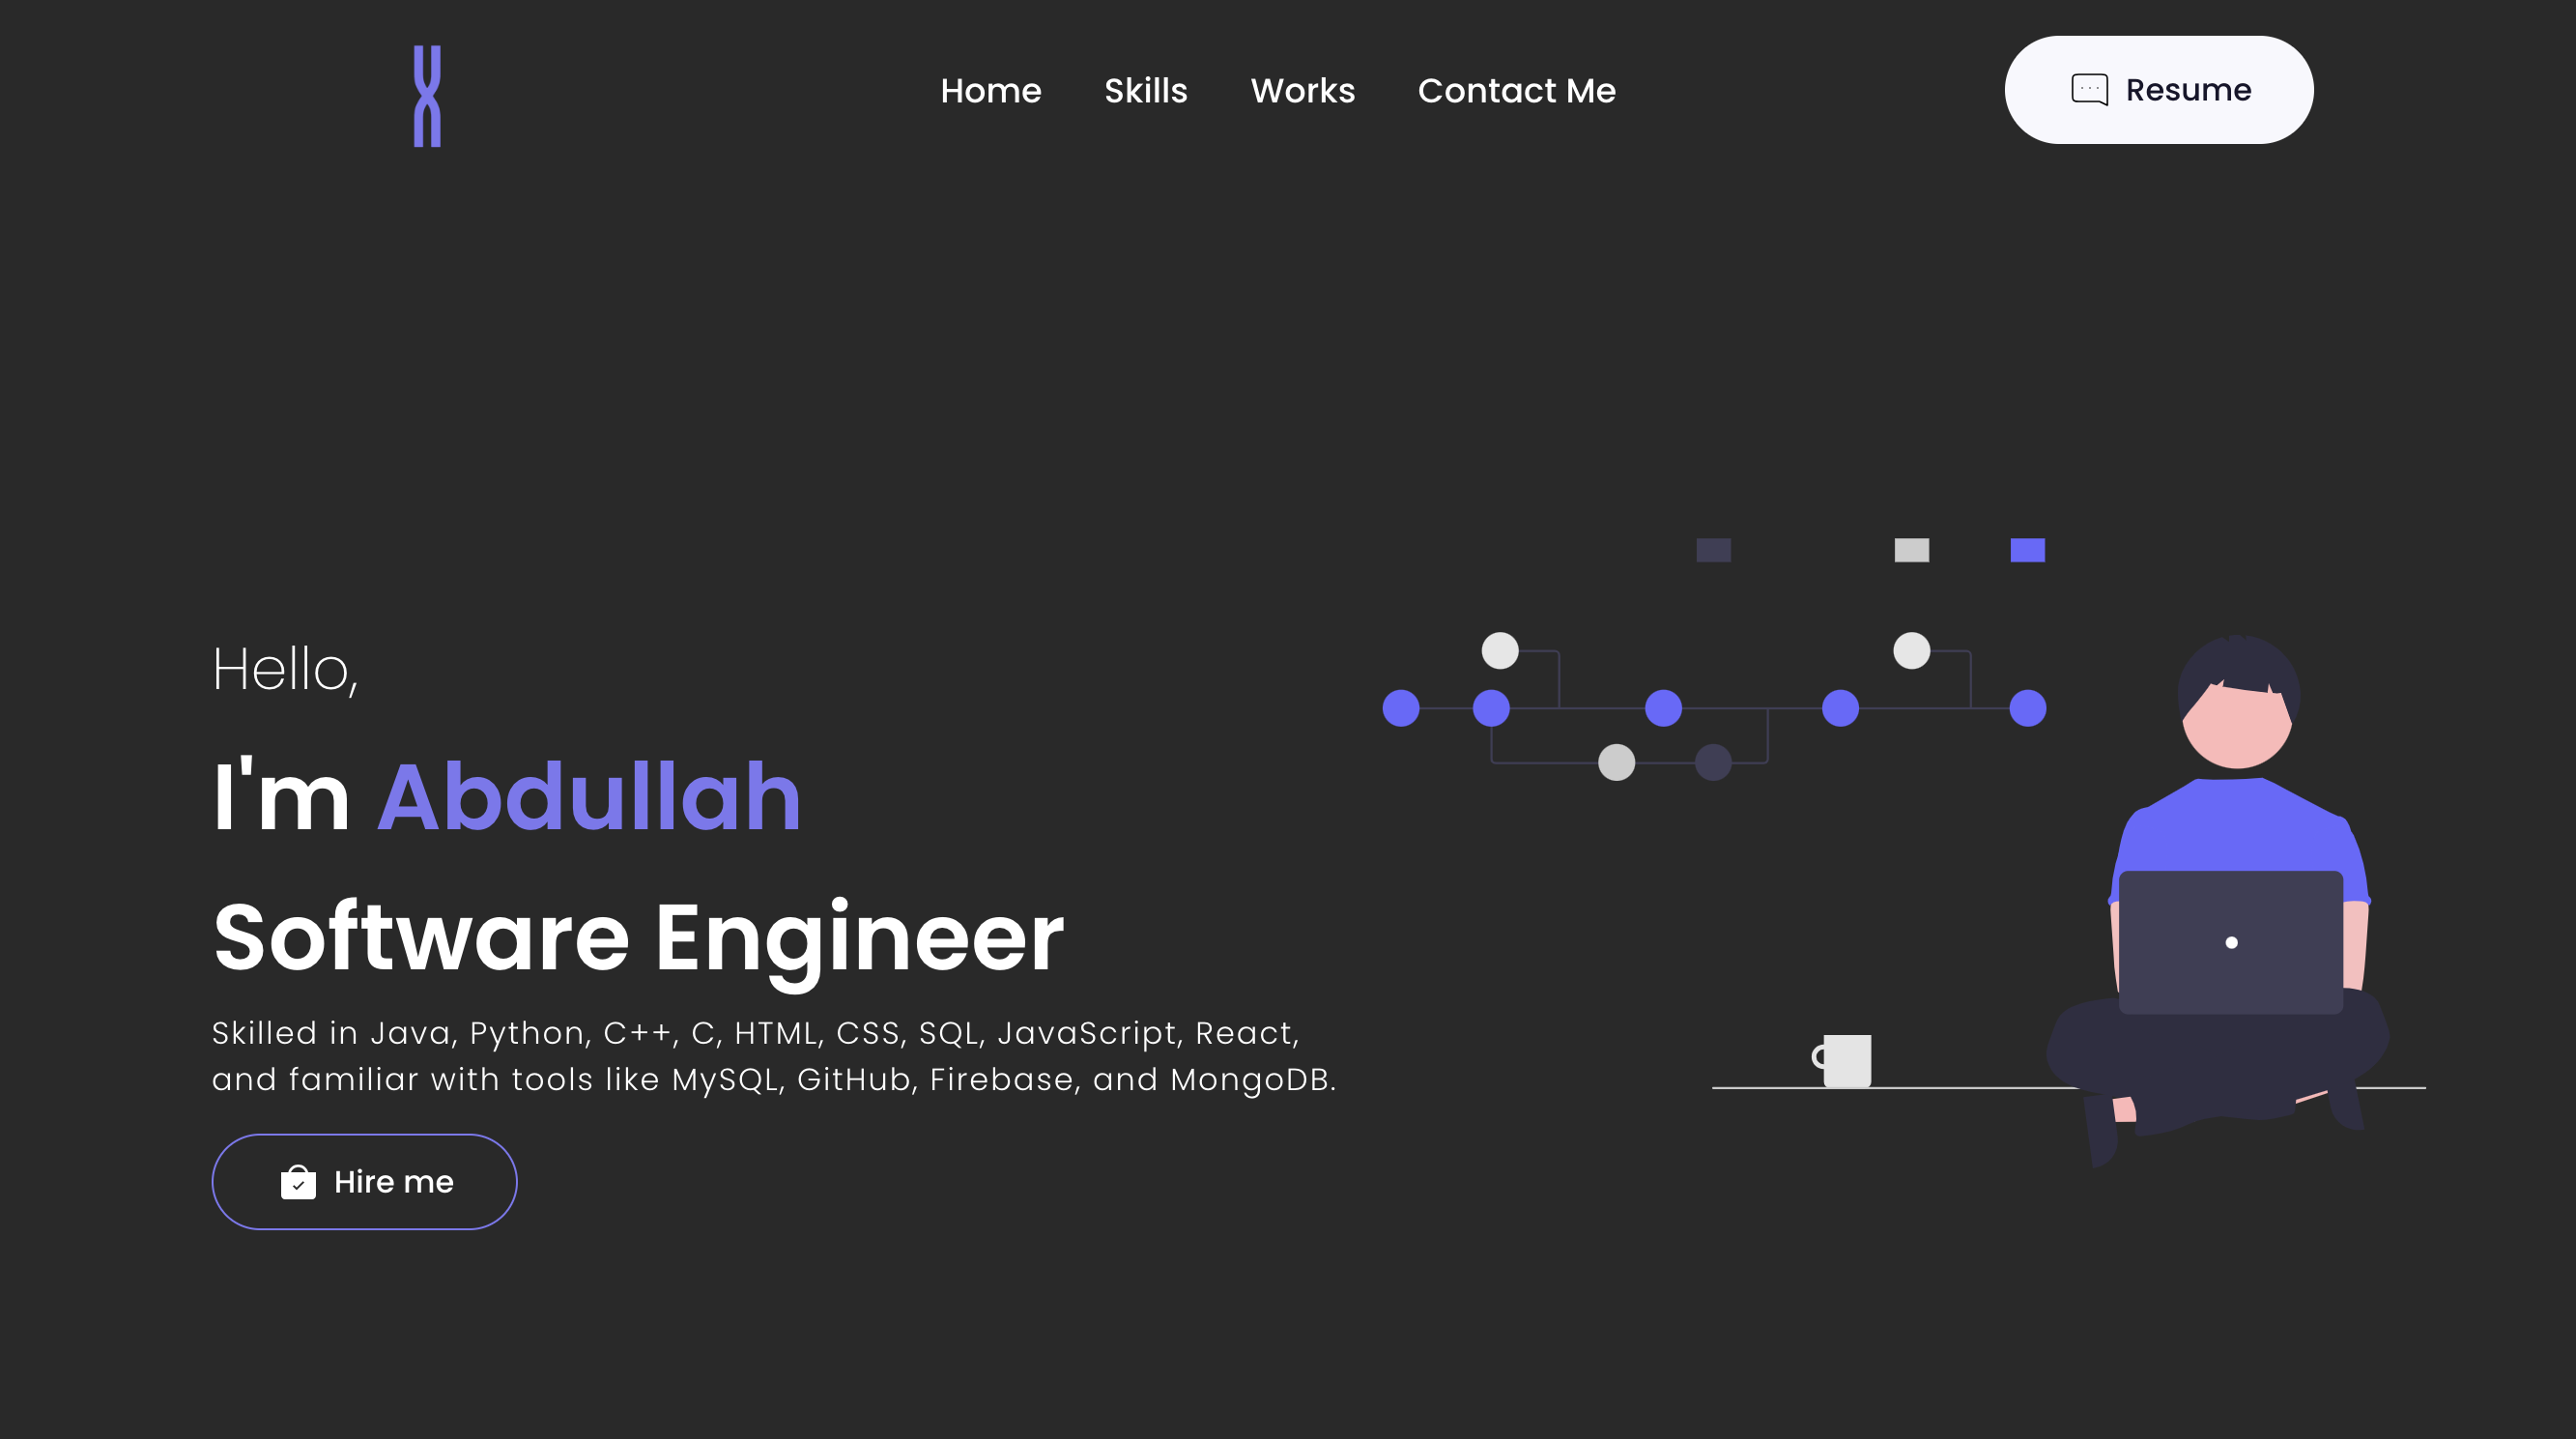 Home Skills Works Contact Me Resume
Hello,
I'm Abdullah
Software Engineer
Skilled in Java, Python, C++, C, HTML, CSS, SQL, JavaScript, React,
and familiar with tools like MySQL, GitHub, Firebase, and MongoDB.
Hire me